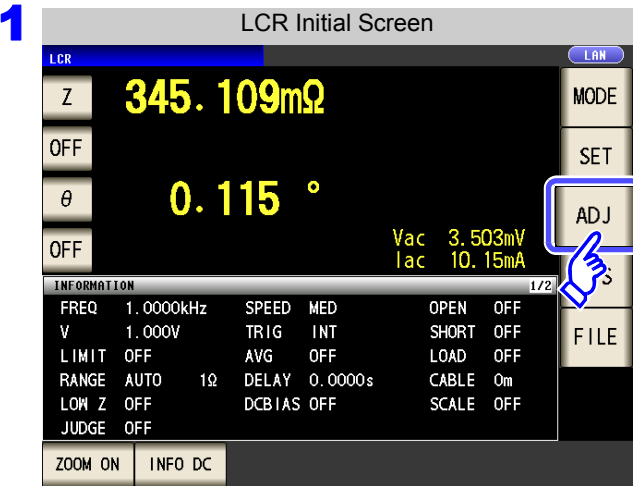 1
LCR Initial Screen
LCR
LAN
Z 345.109mΩ
MODE
OFF
SET
θ 0.115 °
ADJ
OFF
Vac 3.503mV
Iac 10.15mA
S
INFORMATION 1/2
FREQ 1.0000kHz SPEED MED OPEN OFF
V 1.000V TRIG INT SHORT OFF
FILE
LIMIT OFF AVG OFF LOAD OFF
RANGE AUTO 1Ω DELAY 0.0000s CABLE 0m
LOW Z OFF DCBIAS OFF SCALE OFF
JUDGE OFF
ZOOM ON INFO DC